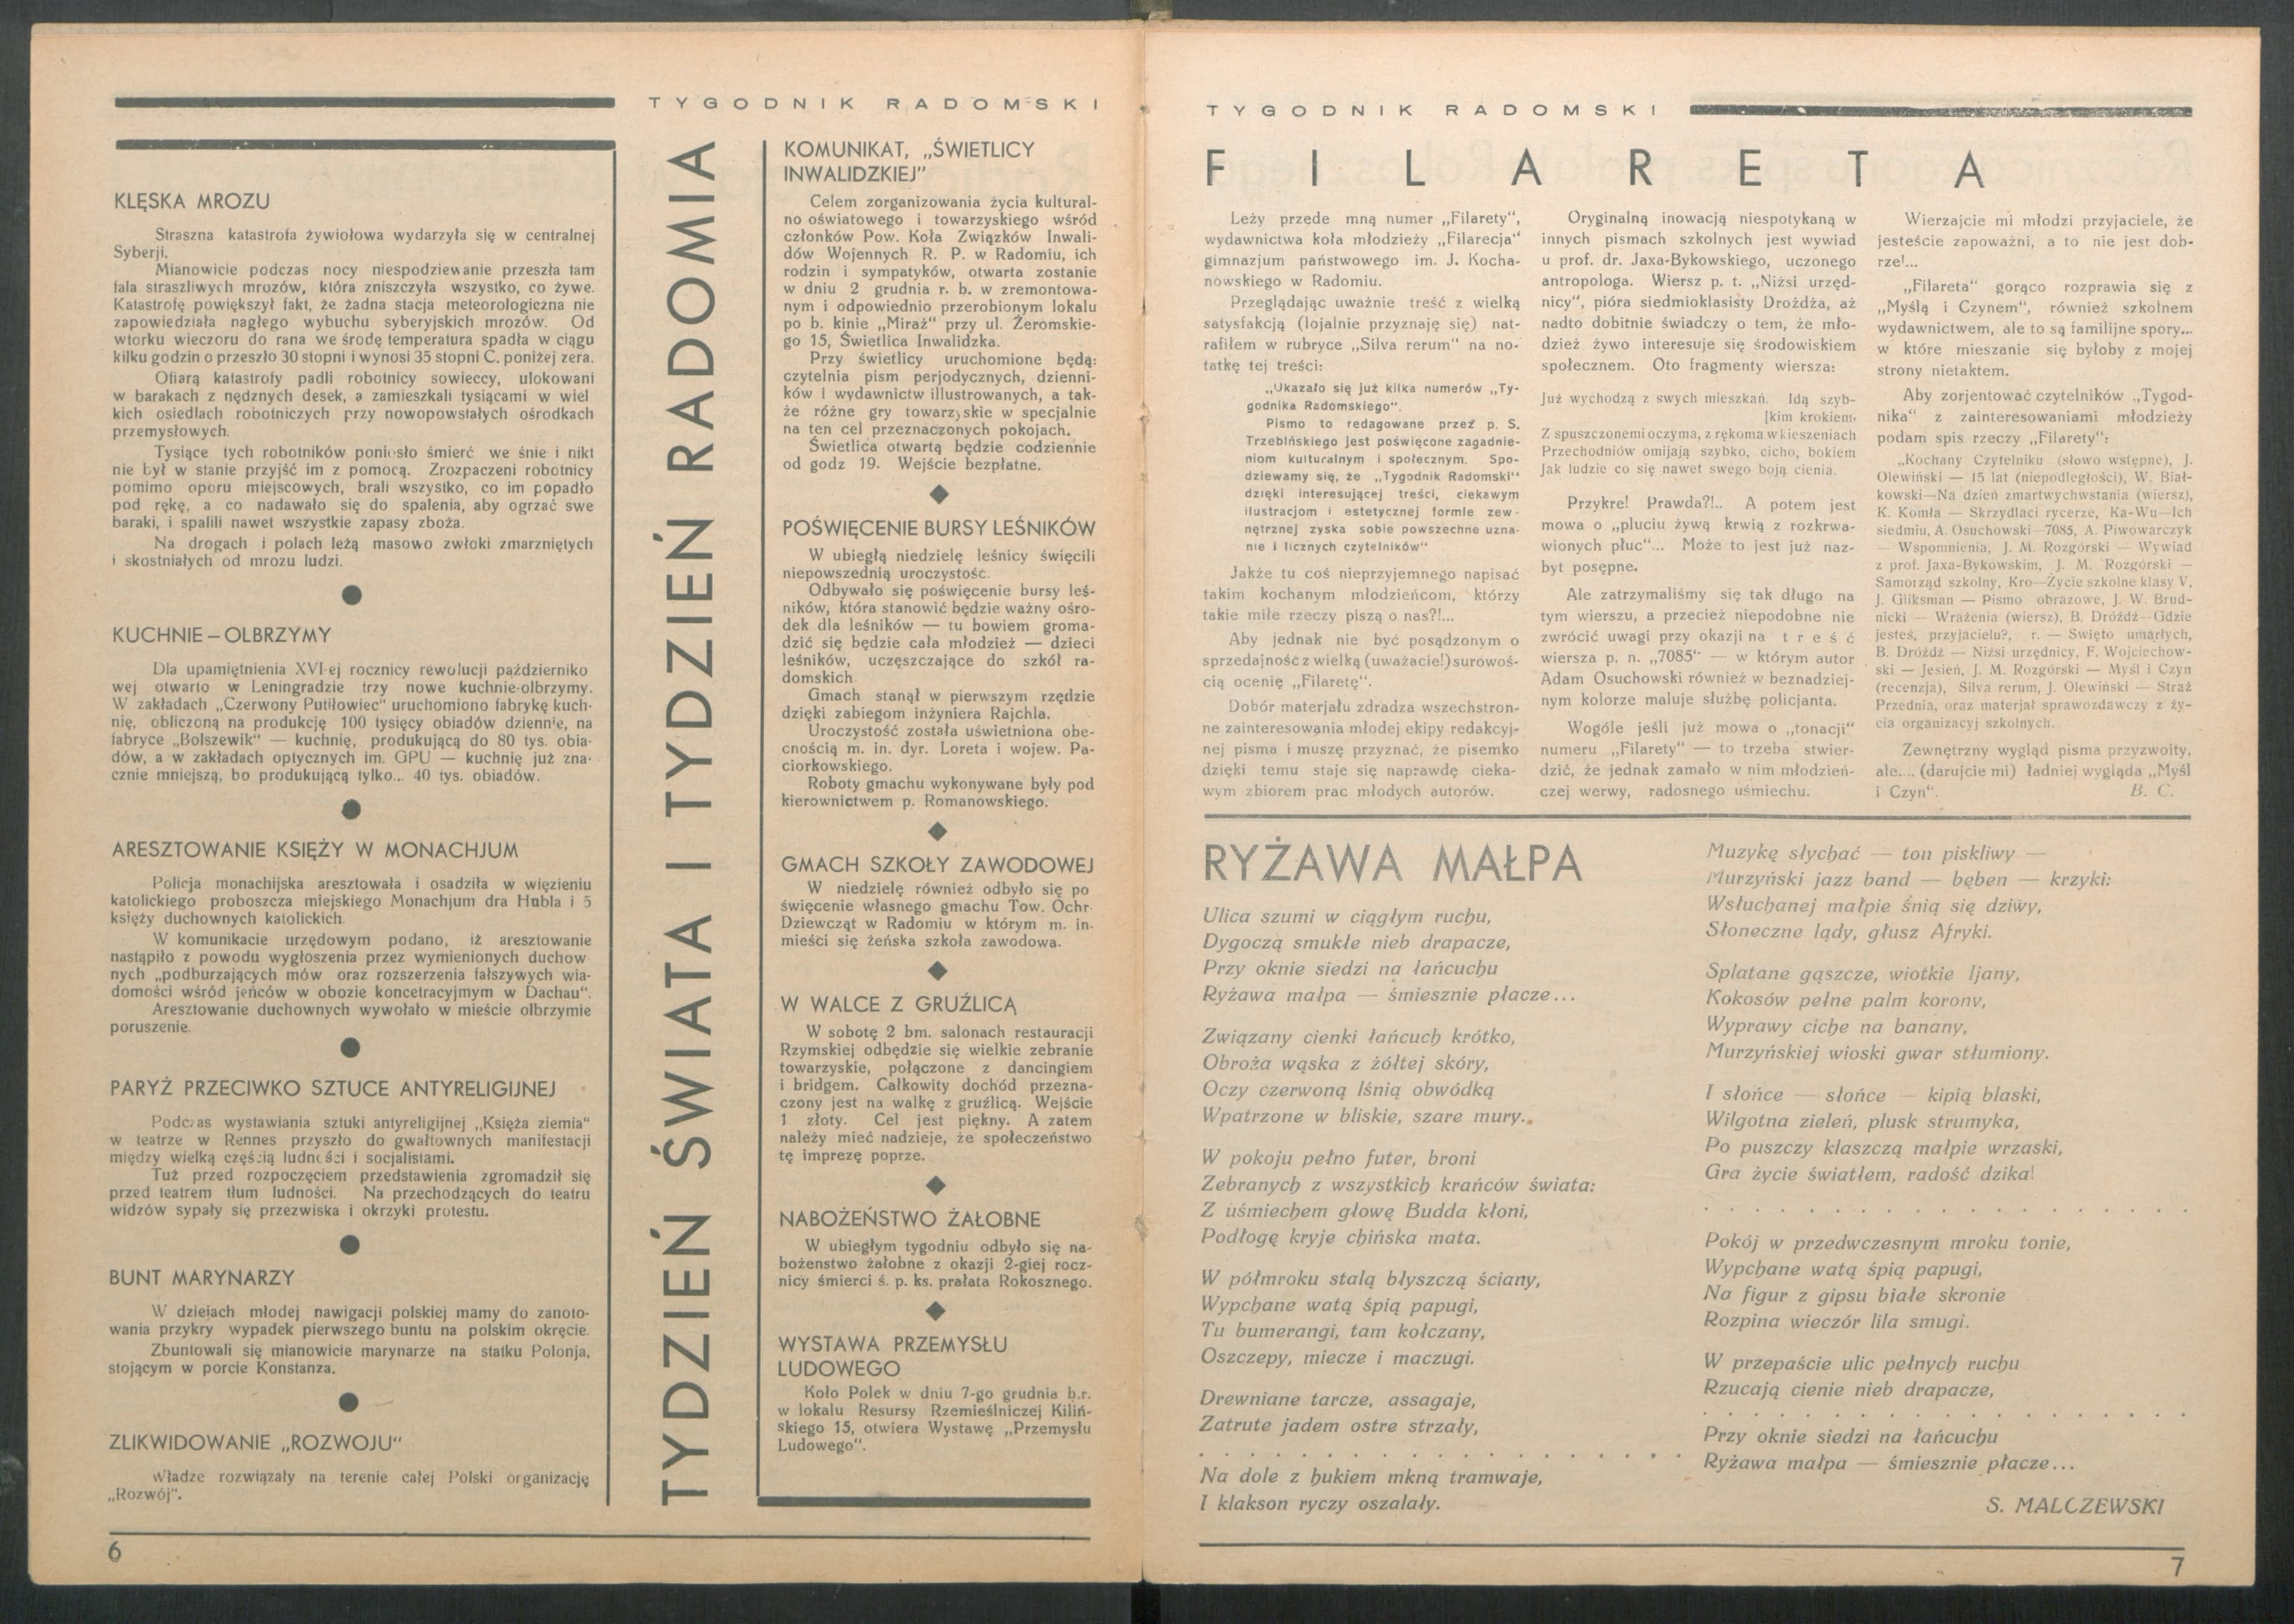 TYGODNIK RADOMSKI
KLĘSKA MROZU
Straszna katastrofa żywiołowa wydarzyła się w centralnej
Syberji.
Mianowicie podczas nocy niespodziewanie przeszła tam
fala straszliwych mrozów, która zniszczyła wszystko, co żywe.
Katastrofę powiększył fakt, że żadna stacja meteorologiczna nie
zapowiedziała nagłego wybuchu syberyjskich mrozów. Od
wtorku wieczoru do rana we środę temperatura spadła w ciągu
kilku godzin o przeszło 30 stopni i wynosi 35 stopni C. poniżej zera.
Ofiarą katastrofy padli robotnicy sowieccy, ulokowani
w barakach z nędznych desek, a zamieszkali tysiącami w wiel
kich osiedlach robotniczych przy nowopowstałych ośrodkach
przemysłowych.
Tysiące tych robotników poniosło śmierć we śnie i nikt
nie był w stanie przyjść im z pomocą. Zrozpaczeni robotnicy
pomimo oporu miejscowych, brali wszystko, co im popadło
pod rękę, a co nadawało się do spalenia, aby ogrzać swe
baraki, i spalili nawet wszystkie zapasy zboża.
Na drogach i polach leżą masowo zwłoki zmarzniętych
i skostniałych od mrozu ludzi.
KUCHNIE – OLBRZYMY
Dla upamiętnienia XVI-ej rocznicy rewolucji październiko
wej otwarto w Leningradzie trzy nowe kuchnie-olbrzymy.
W zakładach „Czerwony Putiłowiec" uruchomiono fabrykę kuch-
nię, obliczoną na produkcję 100 tysięcy obiadów dziennie, na
fabryce „Bolszewik" — kuchnię, produkującą do 80 tys. obia-
dów, a w zakładach optycznych im. GPU — kuchnię już zna-
cznie mniejszą, bo produkującą tylko... 40 tys. obiadów.
ARESZTOWANIE KSIĘŻY W MONACHJUM
Policja monachijska aresztowała i osadziła w więzieniu
katolickiego proboszcza miejskiego Monachjum dra Hubla i 5
księży duchownych katolickich.
W komunikacie urzędowym podano, iż aresztowanie
nastąpiło z powodu wygłoszenia przez wymienionych duchow
nych „podburzających mów oraz rozszerzenia fałszywych wia-
domości wśród jeńców w obozie koncetracyjmym w Dachau".
Aresztowanie duchownych wywołało w mieście olbrzymie
poruszenie.
PARYŻ PRZECIWKO SZTUCE ANTYRELIGIJNEJ
Podczas wystawiania sztuki antyreligijnej „Księża ziemia"
w teatrze w Rennes przyszło do gwałtownych manifestacji
między wielką częścią ludności i socjalistami.
Tuż przed rozpoczęciem przedstawienia zgromadził się
przed teatrem tłum ludności. Na przechodzących do teatru
widzów sypały się przezwiska i okrzyki protestu.
BUNT MARYNARZY
W dziejach młodej nawigacji polskiej mamy do zanoto-
wania przykry wypadek pierwszego buntu na polskim okręcie.
Zbuntowali się mianowicie marynarze na statku Polonja,
stojącym w porcie Konstanza.
ZLIKWIDOWANIE „ROZWOJU"
Władze rozwiązały na terenie całej Polski organizację
„Rozwój".
6
TYDZIEŃ ŚWIATA I TYDZIEŃ RADOMIA
KOMUNIKAT, „ŚWIETLICY
INWALIDZKIEJ"
Celem zorganizowania życia kultural-
no oświatowego i towarzyskiego wśród
członków Pow. Koła Związków Inwali-
dów Wojennych R. P. w Radomiu, ich
rodzin i sympatyków, otwarta zostanie
w dniu 2 grudnia r. b. w zremontowa-
nym i odpowiednio przerobionym lokalu
po b. kinie „Miraż" przy ul. Żeromskie-
go 15, Świetlica Inwalidzka.
Przy świetlicy uruchomione będą:
czytelnia pism perjodycznych, dzienni-
ków i wydawnictw illustrowanych, a tak-
że różne gry towarzyskie w specjalnie
na ten cel przeznaczonych pokojach.
Świetlica otwartą będzie codziennie
od godz 19. Wejście bezpłatne.
POŚWIĘCENIE BURSY LEŚNIKÓW
W ubiegłą niedzielę leśnicy święcili
niepowszednią uroczystość.
Odbywało się poświęcenie bursy leś-
ników, która stanowić będzie ważny ośro-
dek dla leśników — tu bowiem groma-
dzić się będzie cała młodzież — dzieci
leśników, uczęszczające do szkół ra-
domskich
Gmach stanął w pierwszym rzędzie
dzięki zabiegom inżyniera Rajchla.
Uroczystość została uświetniona obe-
cnością m. in. dyr. Loreta i wojew. Pa-
ciorkowskiego.
Roboty gmachu wykonywane były pod
kierownictwem p. Romanowskiego.
GMACH SZKOŁY ZAWODOWEJ
W niedzielę również odbyło się po
święcenie własnego gmachu Tow. Ochr
Dziewcząt w Radomiu w którym m. in.
mieści się żeńska szkoła zawodowa.
W WALCE Z GRUŹLICĄ
W sobotę 2 bm. salonach restauracji
Rzymskiej odbędzie się wielkie zebranie
towarzyskie, połączone z dancingiem
i bridgem. Całkowity dochód przezna-
czony jest na walkę z gruźlicą. Wejście
1 złoty. Cel jest piękny. A zatem
należy mieć nadzieje, że społeczeństwo
tę imprezę poprze.
NABOŻEŃSTWO ŻAŁOBNE
W ubiegłym tygodniu odbyło się na-
bożenstwo żałobne z okazji 2-giej rocz-
nicy śmierci ś. p. ks. prałata Rokosznego.
WYSTAWA PRZEMYSŁU
LUDOWEGO
Koło Polek w dniu 7-go grudnia b.r.
w lokalu Resursy Rzemieślniczej Kiliń-
skiego 15, otwiera Wystawę „Przemysłu
Ludowego".
TYGODNIK RADOMSKI
FILARETA
Leży przede mną numer „Filarety",
wydawnictwa koła młodzieży „Filarecja"
gimnazjum państwowego im. J. Kocha-
nowskiego w Radomiu.
Przeglądając uważnie treść z wielką
satysfakcją (lojalnie przyznaję się) nat-
rafiłem w rubryce „Silva rerum" na no-
tatkę tej treści:
„Ukazało się już kilka numerów „Ty-
godnika Radomskiego".
Pismo to redagowane przez p. S.
Trzebińskiego jest poświęcone zagadnie-
niom kulturalnym i społecznym. Spo-
dziewamy się, że „Tygodnik Radomski"
dzięki interesującej treści, ciekawym
ilustracjom i estetycznej formie zew-
nętrznej zyska sobie powszechne uzna-
nie i licznych czytelników"
Jakże tu coś nieprzyjemnego napisać
takim kochanym młodzieńcom, którzy
takie miłe rzeczy piszą o nas?!...
Aby jednak nie być posądzonym o
sprzedajność z wielką (uważacie!) surowoś-
cią ocenię „Filaretę".
Dobór materjału zdradza wszechstron-
ne zainteresowania młodej ekipy redakcyj-
nej pisma i muszę przyznać, że pisemko
dzięki temu staje się naprawdę cieka-
wym zbiorem prac młodych autorów.
Oryginalną inowacją niespotykaną w
innych pismach szkolnych jest wywiad
u prof. dr. Jaxa-Bykowskiego, uczonego
antropologa. Wiersz p. t. „Niżsi urzęd-
nicy", pióra siedmioklasisty Drożdża, aż
nadto dobitnie świadczy o tem, że mło-
dzież żywo interesuje się środowiskiem
społecznem. Oto fragmenty wiersza:
Już wychodzą z swych mieszkań. Idą szyb-
[kim krokiem.
Z spuszczonemi oczyma, z rękoma w kieszeniach
Przechodniów omijają szybko, cicho, bokiem
Jak ludzie co się nawet swego boją cienia.
Przykre! Prawda?!.. A potem jest
mowa o „pluciu żywą krwią z rozkrwa-
wionych płuc"... Może to jest już naz-
byt posępne.
Ale zatrzymaliśmy się tak długo na
tym wierszu, a przecież niepodobne nie
zwrócić uwagi przy okazji na treść
wiersza p. n. „7085" — w którym autor
Adam Osuchowski również w beznadziej-
nym kolorze maluje służbę policjanta.
Wogóle jeśli już mowa o „tonacji"
numeru „Filarety" — to trzeba stwier-
dzić, że jednak zamało w nim młodzień-
czej werwy, radosnego uśmiechu.
Wierzajcie mi młodzi przyjaciele, że
jesteście zapoważni, a to nie jest dob-
rze!...
„Filareta" gorąco rozprawia się z
„Myślą i Czynem", również szkolnem
wydawnictwem, ale to są familijne spory...
w które mieszanie się byłoby z mojej
strony nietaktem.
Aby zorjentować czytelników „Tygod-
nika" z zainteresowaniami młodzieży
podam spis rzeczy „Filarety":
„Kochany Czytelniku (słowo wstępne), J.
Olewiński — 15 lat (niepodległości), W. Biał-
kowski—Na dzień zmartwychwstania (wiersz),
K. Komła — Skrzydlaci rycerze, Ka-Wu—Ich
siedmiu, A. Osuchowski—7085, A. Piwowarczyk
— Wspomnienia, J. M. Rozgórski — Wywiad
z prof. Jaxa-Bykowskim, J. M. Rozgórski —
Samorząd szkolny, Kro—Życie szkolne klasy V,
J. Gliksman — Pismo obrazowe, J. W. Brud-
nicki — Wrażenia (wiersz), B. Dróżdż—Gdzie
jesteś, przyjacielu?, r. — Święto umarłych,
B. Dróżdż — Niżsi urzędnicy, F. Wojciechow-
ski — Jesień, J. M. Rozgórski — Myśl i Czyn
(recenzja), Silva rerum, J. Olewiński — Straż
Przednia, oraz materjał sprawozdawczy z ży-
cia organizacyj szkolnych.
Zewnętrzny wygląd pisma przyzwoity,
ale... (darujcie mi) ładniej wygląda „Myśl
i Czyn". B. C.
RYŻAWA MAŁPA
Ulica szumi w ciągłym ruchu,
Dygoczą smukłe nieb drapacze,
Przy oknie siedzi na łańcuchu
Ryżawa małpa — śmiesznie płacze...
Związany cienki łańcuch krótko,
Obroża wąska z żółtej skóry,
Oczy czerwoną lśnią obwódką
Wpatrzone w bliskie, szare mury..
W pokoju pełno futer, broni
Zebranych z wszystkich krańców świata:
Z uśmiechem głowę Budda kłoni,
Podłogę kryje chińska mata.
W półmroku stalą błyszczą ściany,
Wypchane watą śpią papugi,
Tu bumerangi, tam kołczany,
Oszczepy, miecze i maczugi.
Drewniane tarcze, assagaje,
Zatrute jadem ostre strzały,
. . . . . . . . . . . . . . . . . . .
Na dole z hukiem mkną tramwaje,
I klakson ryczy oszalały.
Muzykę słychać — ton piskliwy —
Murzyński jazz band — bęben — krzyki:
Wsłuchanej małpie śnią się dziwy,
Słoneczne lądy, głusz Afryki.
Splatane gąszcze, wiotkie ljany,
Kokosów pełne palm korony,
Wyprawy ciche na banany,
Murzyńskiej wioski gwar stłumiony.
I słońce — słońce — kipią blaski,
Wilgotna zieleń, plusk strumyka,
Po puszczy klaszczą małpie wrzaski,
Gra życie światłem, radość dzika!
. . . . . . . . . . . . . . . . . . .
Pokój w przedwczesnym mroku tonie,
Wypchane watą śpią papugi,
Na figur z gipsu białe skronie
Rozpina wieczór lila smugi.
W przepaście ulic pełnych ruchu
Rzucają cienie nieb drapacze,
. . . . . . . . . . . . . . . . . . .
Przy oknie siedzi na łańcuchu
Ryżawa małpa — śmiesznie płacze...
S. MALCZEWSKI
7